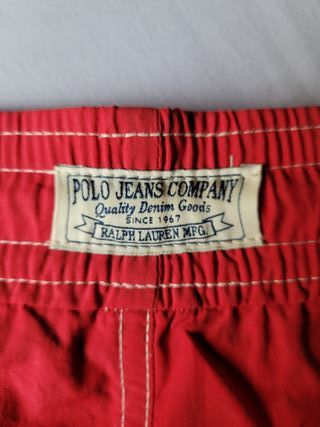 POLO JEANS COMPANY
Quality Denim Goods
SINCE 1967
RALPH LAUREN MFG.